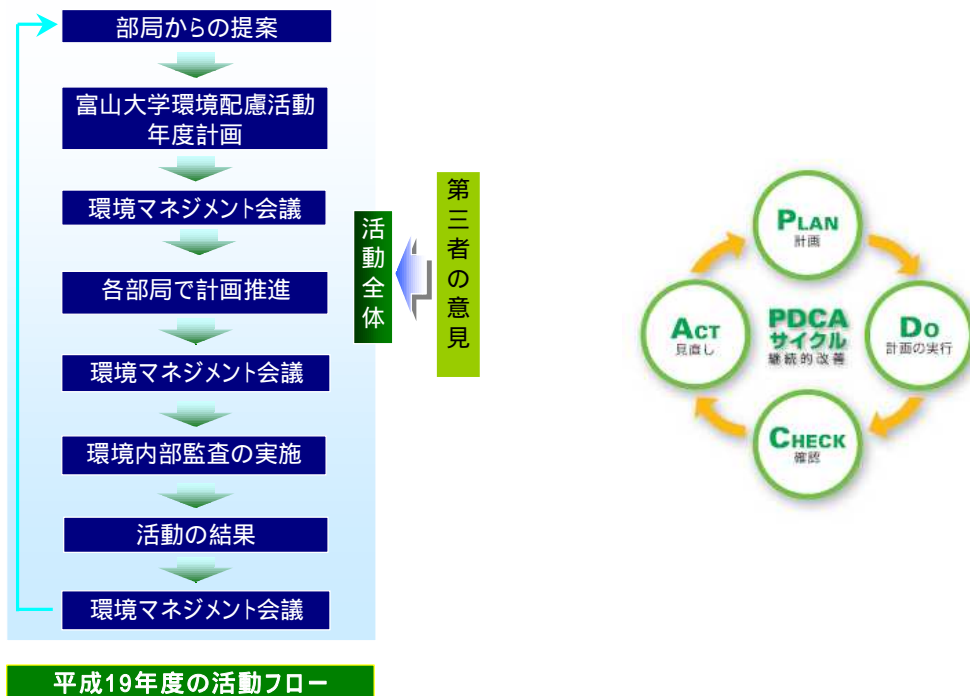 部局からの提案
富山大学環境配慮活動
年度計画
環境マネジメント会議
各部局で計画推進
環境マネジメント会議
環境内部監査の実施
活動の結果
環境マネジメント会議
活動全体
第三者の意見
平成19年度の活動フロー
PLAN
計画
DO
計画の実行
CHECK
確認
ACT
見直し
PDCA
サイクル
継続的改善